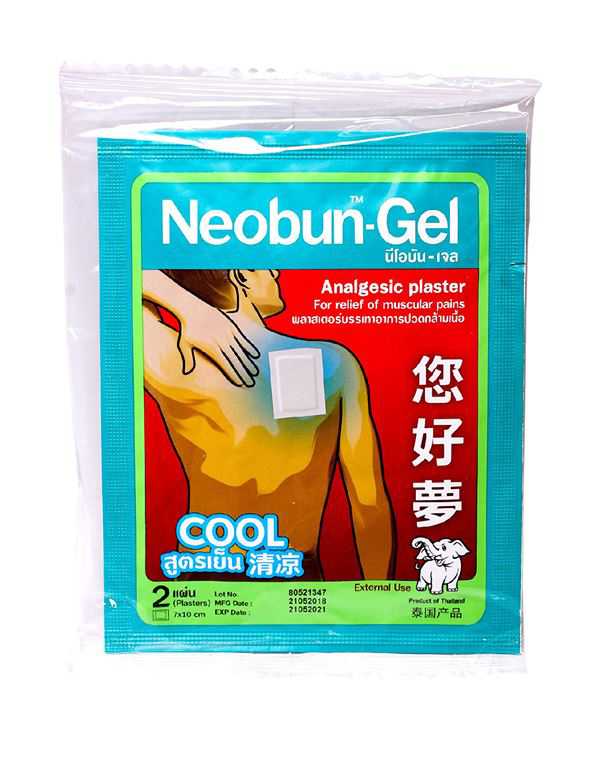 Neobun™-Gel
นีโอบัน - เจล
Analgesic plaster
For relief of muscular pains
พลาสเตอร์บรรเทาอาการปวดกล้ามเนื้อ
您好夢
COOL
สูตรเย็น 清凉
2 แผ่น
(Plasters)
7x10 cm
Lot No. 80521347
MFG Date : 21052018
EXP Date : 21052021
External Use
Product of Thailand
泰国产品